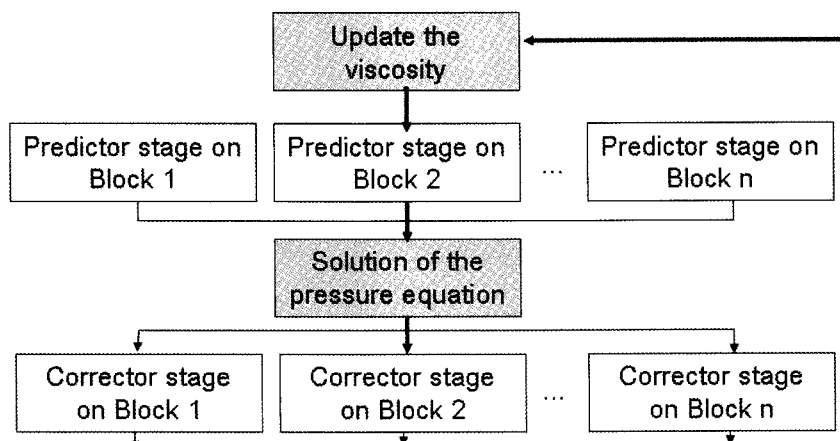 Update the
viscosity
Predictor stage on
Block 1
Predictor stage on
Block 2
...
Predictor stage on
Block n
Solution of the
pressure equation
Corrector stage
on Block 1
Corrector stage
on Block 2
...
Corrector stage
on Block n